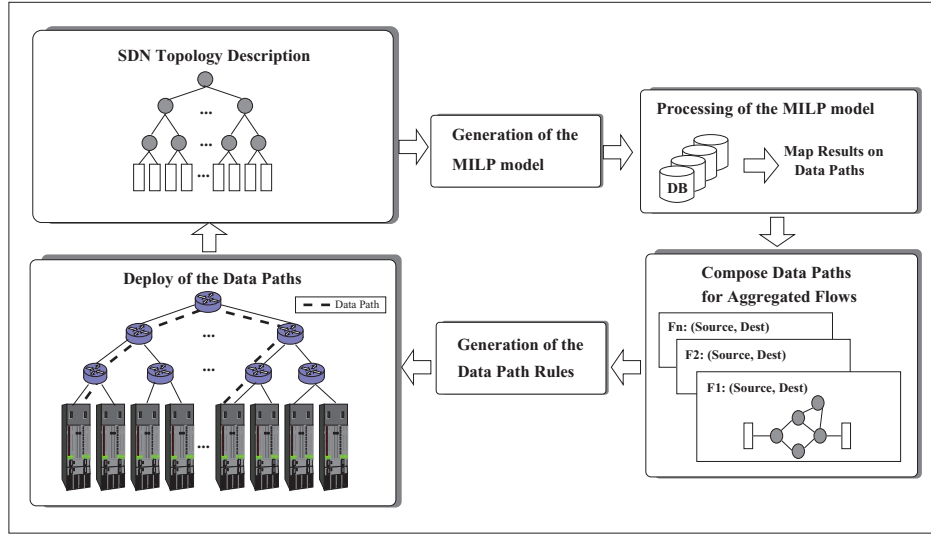 SDN Topology Description
...
...
...
Generation of the
MILP model
Processing of the MILP model
DB
Map Results on
Data Paths
Compose Data Paths
for Aggregated Flows
Fn: (Source, Dest)
F2: (Source, Dest)
F1: (Source, Dest)
Generation of the
Data Path Rules
Deploy of the Data Paths
Data Path
...
...
...